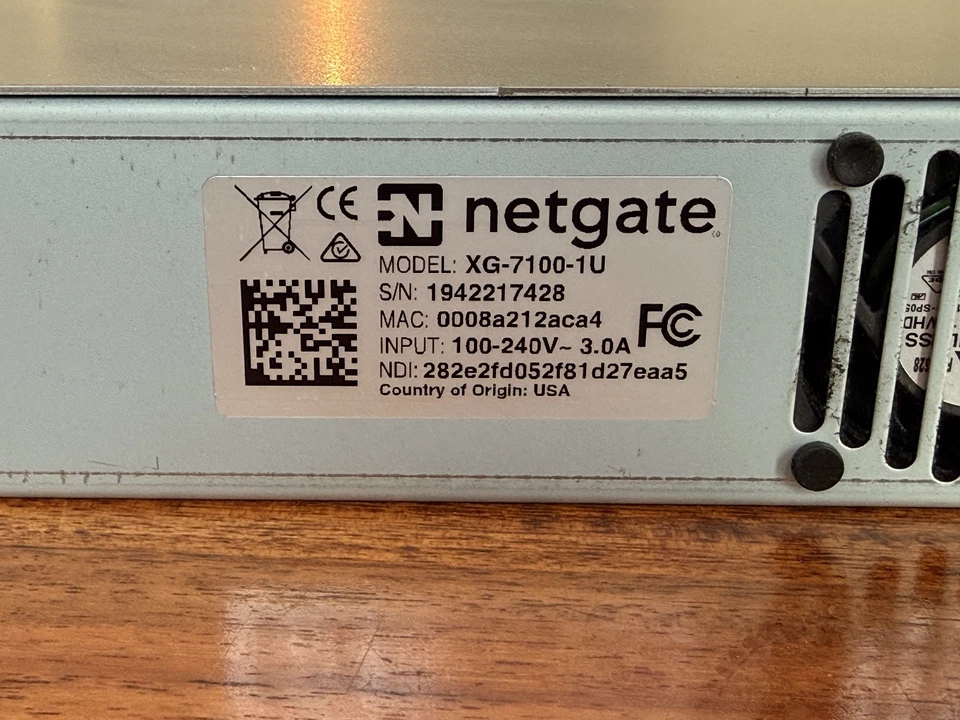 CE
N netgate
MODEL: XG-7100-1U
S/N: 1942217428
MAC: 0008a212aca4
FC
INPUT: 100-240V~ 3.0A
NDI: 282e2fd052f81d27eaa5
Country of Origin: USA